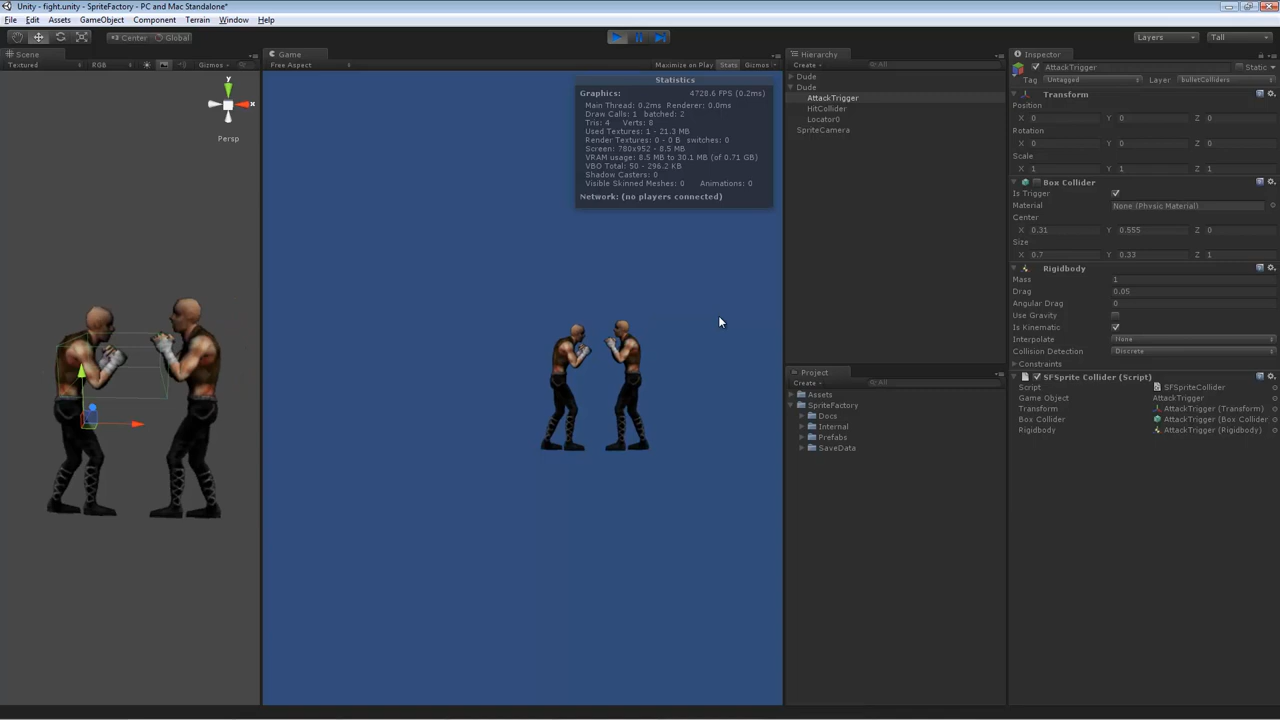 Unity - fight.unity - SpriteFactory - PC and Mac Standalone*
File Edit Assets GameObject Component Terrain Window Help
Center Global
Layers
Tall
Scene
Textured RGB Gizmos
y
x
Persp
Game
Free Aspect Maximize on Play Stats Gizmos
Statistics
Graphics: 4728.6 FPS (0.2ms)
Main Thread: 0.2ms Renderer: 0.0ms
Draw Calls: 1 batched: 2
Tris: 4 Verts: 8
Used Textures: 1 - 21.3 MB
Render Textures: 0 - 0 B switches: 0
Screen: 780x952 - 8.5 MB
VRAM usage: 8.5 MB to 30.1 MB (of 0.71 GB)
VBO Total: 50 - 296.2 KB
Shadow Casters: 0
Visible Skinned Meshes: 0 Animations: 0
Network: (no players connected)
Hierarchy
Create All
Dude
Dude
AttackTrigger
HitCollider
Locator0
SpriteCamera
Project
Create All
Assets
SpriteFactory
Docs
Internal
Prefabs
SaveData
Inspector
AttackTrigger Static
Tag Untagged Layer bulletColliders
Transform
Position
X 0 Y 0 Z 0
Rotation
X 0 Y 0 Z 0
Scale
X 1 Y 1 Z 1
Box Collider
Is Trigger
Material None (Physic Material)
Center
X 0.31 Y 0.555 Z 0
Size
X 0.7 Y 0.33 Z 1
Rigidbody
Mass 1
Drag 0.05
Angular Drag 0
Use Gravity
Is Kinematic
Interpolate None
Collision Detection Discrete
Constraints
SFSprite Collider (Script)
Script SFSpriteCollider
Game Object AttackTrigger
Transform AttackTrigger (Transform)
Box Collider AttackTrigger (Box Collider
Rigidbody AttackTrigger (Rigidbody)